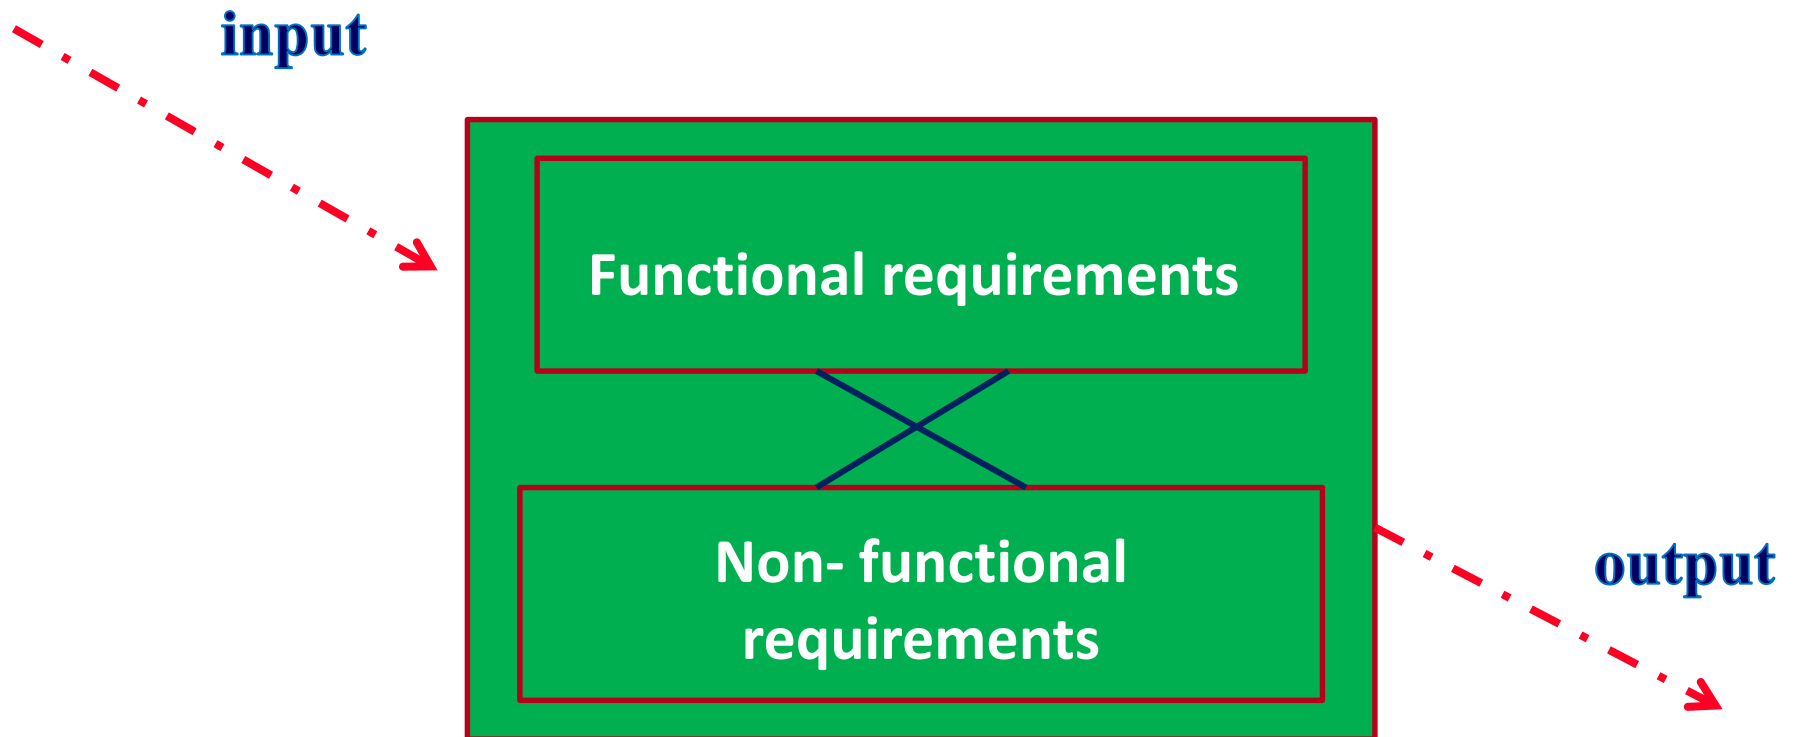 input
Functional requirements
Non- functional
requirements
output